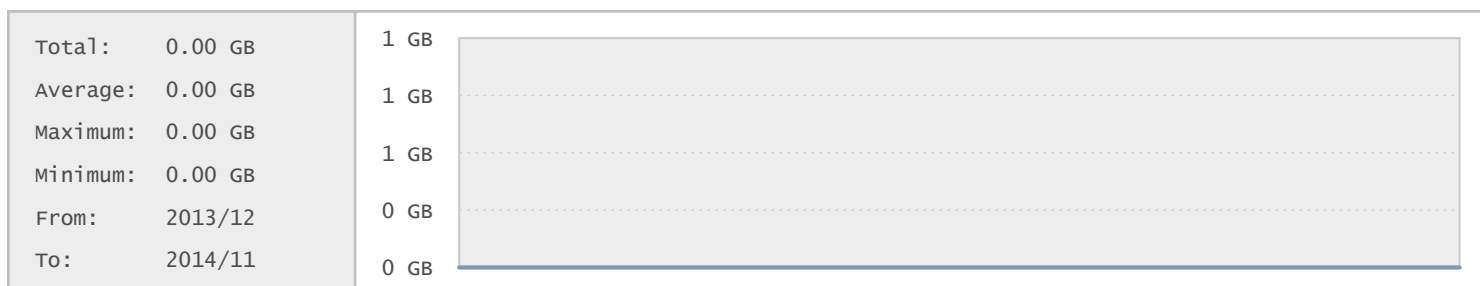 Total: 0.00 GB
Average: 0.00 GB
Maximum: 0.00 GB
Minimum: 0.00 GB
From: 2013/12
To: 2014/11
1 GB
1 GB
1 GB
0 GB
0 GB